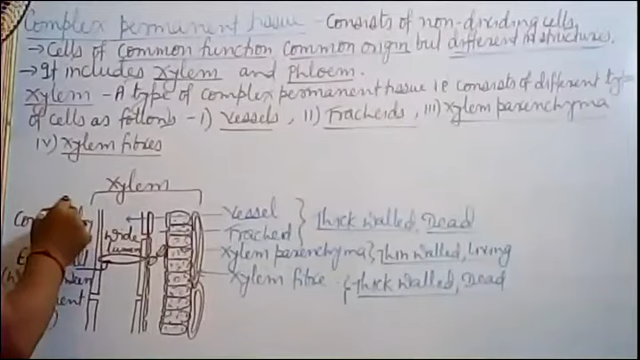 Complex permanent tissue - Consists of non-dividing cells.
→ Cells of common function common origin but different in structures.
→ It includes Xylem and Phloem.
Xylem - A type of complex permanent tissue i.e consists of different types
of cells as follows - i) Vessels, ii) Tracheids, iii) Xylem parenchyma
iv) Xylem fibres
Xylem
Vessel
Tracheid
thick walled, Dead
wide
lumen
Xylem parenchyma } thin walled, Living
Xylem fibre { thick walled, Dead